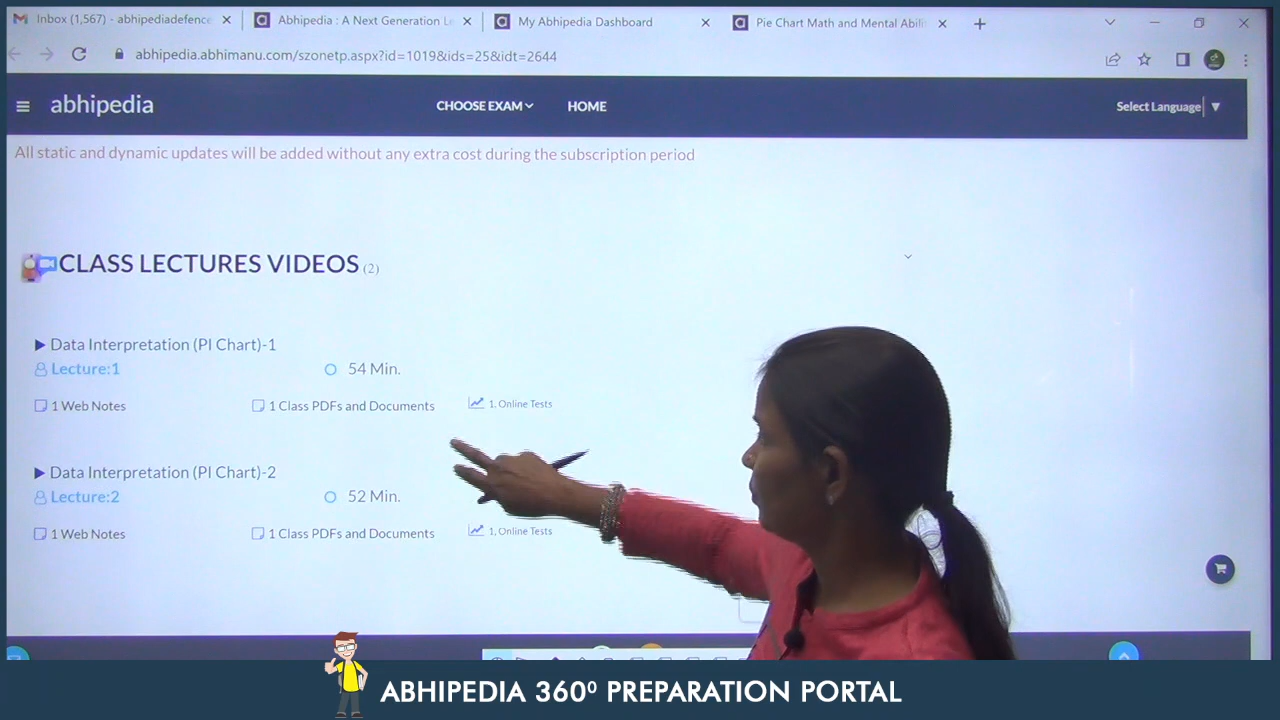 Inbox (1,567) - abhipediadefence
Abhipedia : A Next Generation Le
My Abhipedia Dashboard
Pie Chart Math and Mental Abili
abhipedia.abhimanu.com/szonetp.aspx?id=1019&ids=25&idt=2644
abhipedia
CHOOSE EXAM
HOME
Select Language
All static and dynamic updates will be added without any extra cost during the subscription period
CLASS LECTURES VIDEOS (2)
Data Interpretation (PI Chart)-1
Lecture:1
54 Min.
1 Web Notes
1 Class PDFs and Documents
1. Online Tests
Data Interpretation (PI Chart)-2
Lecture:2
52 Min.
1 Web Notes
1 Class PDFs and Documents
1, Online Tests
ABHIPEDIA 360⁰ PREPARATION PORTAL